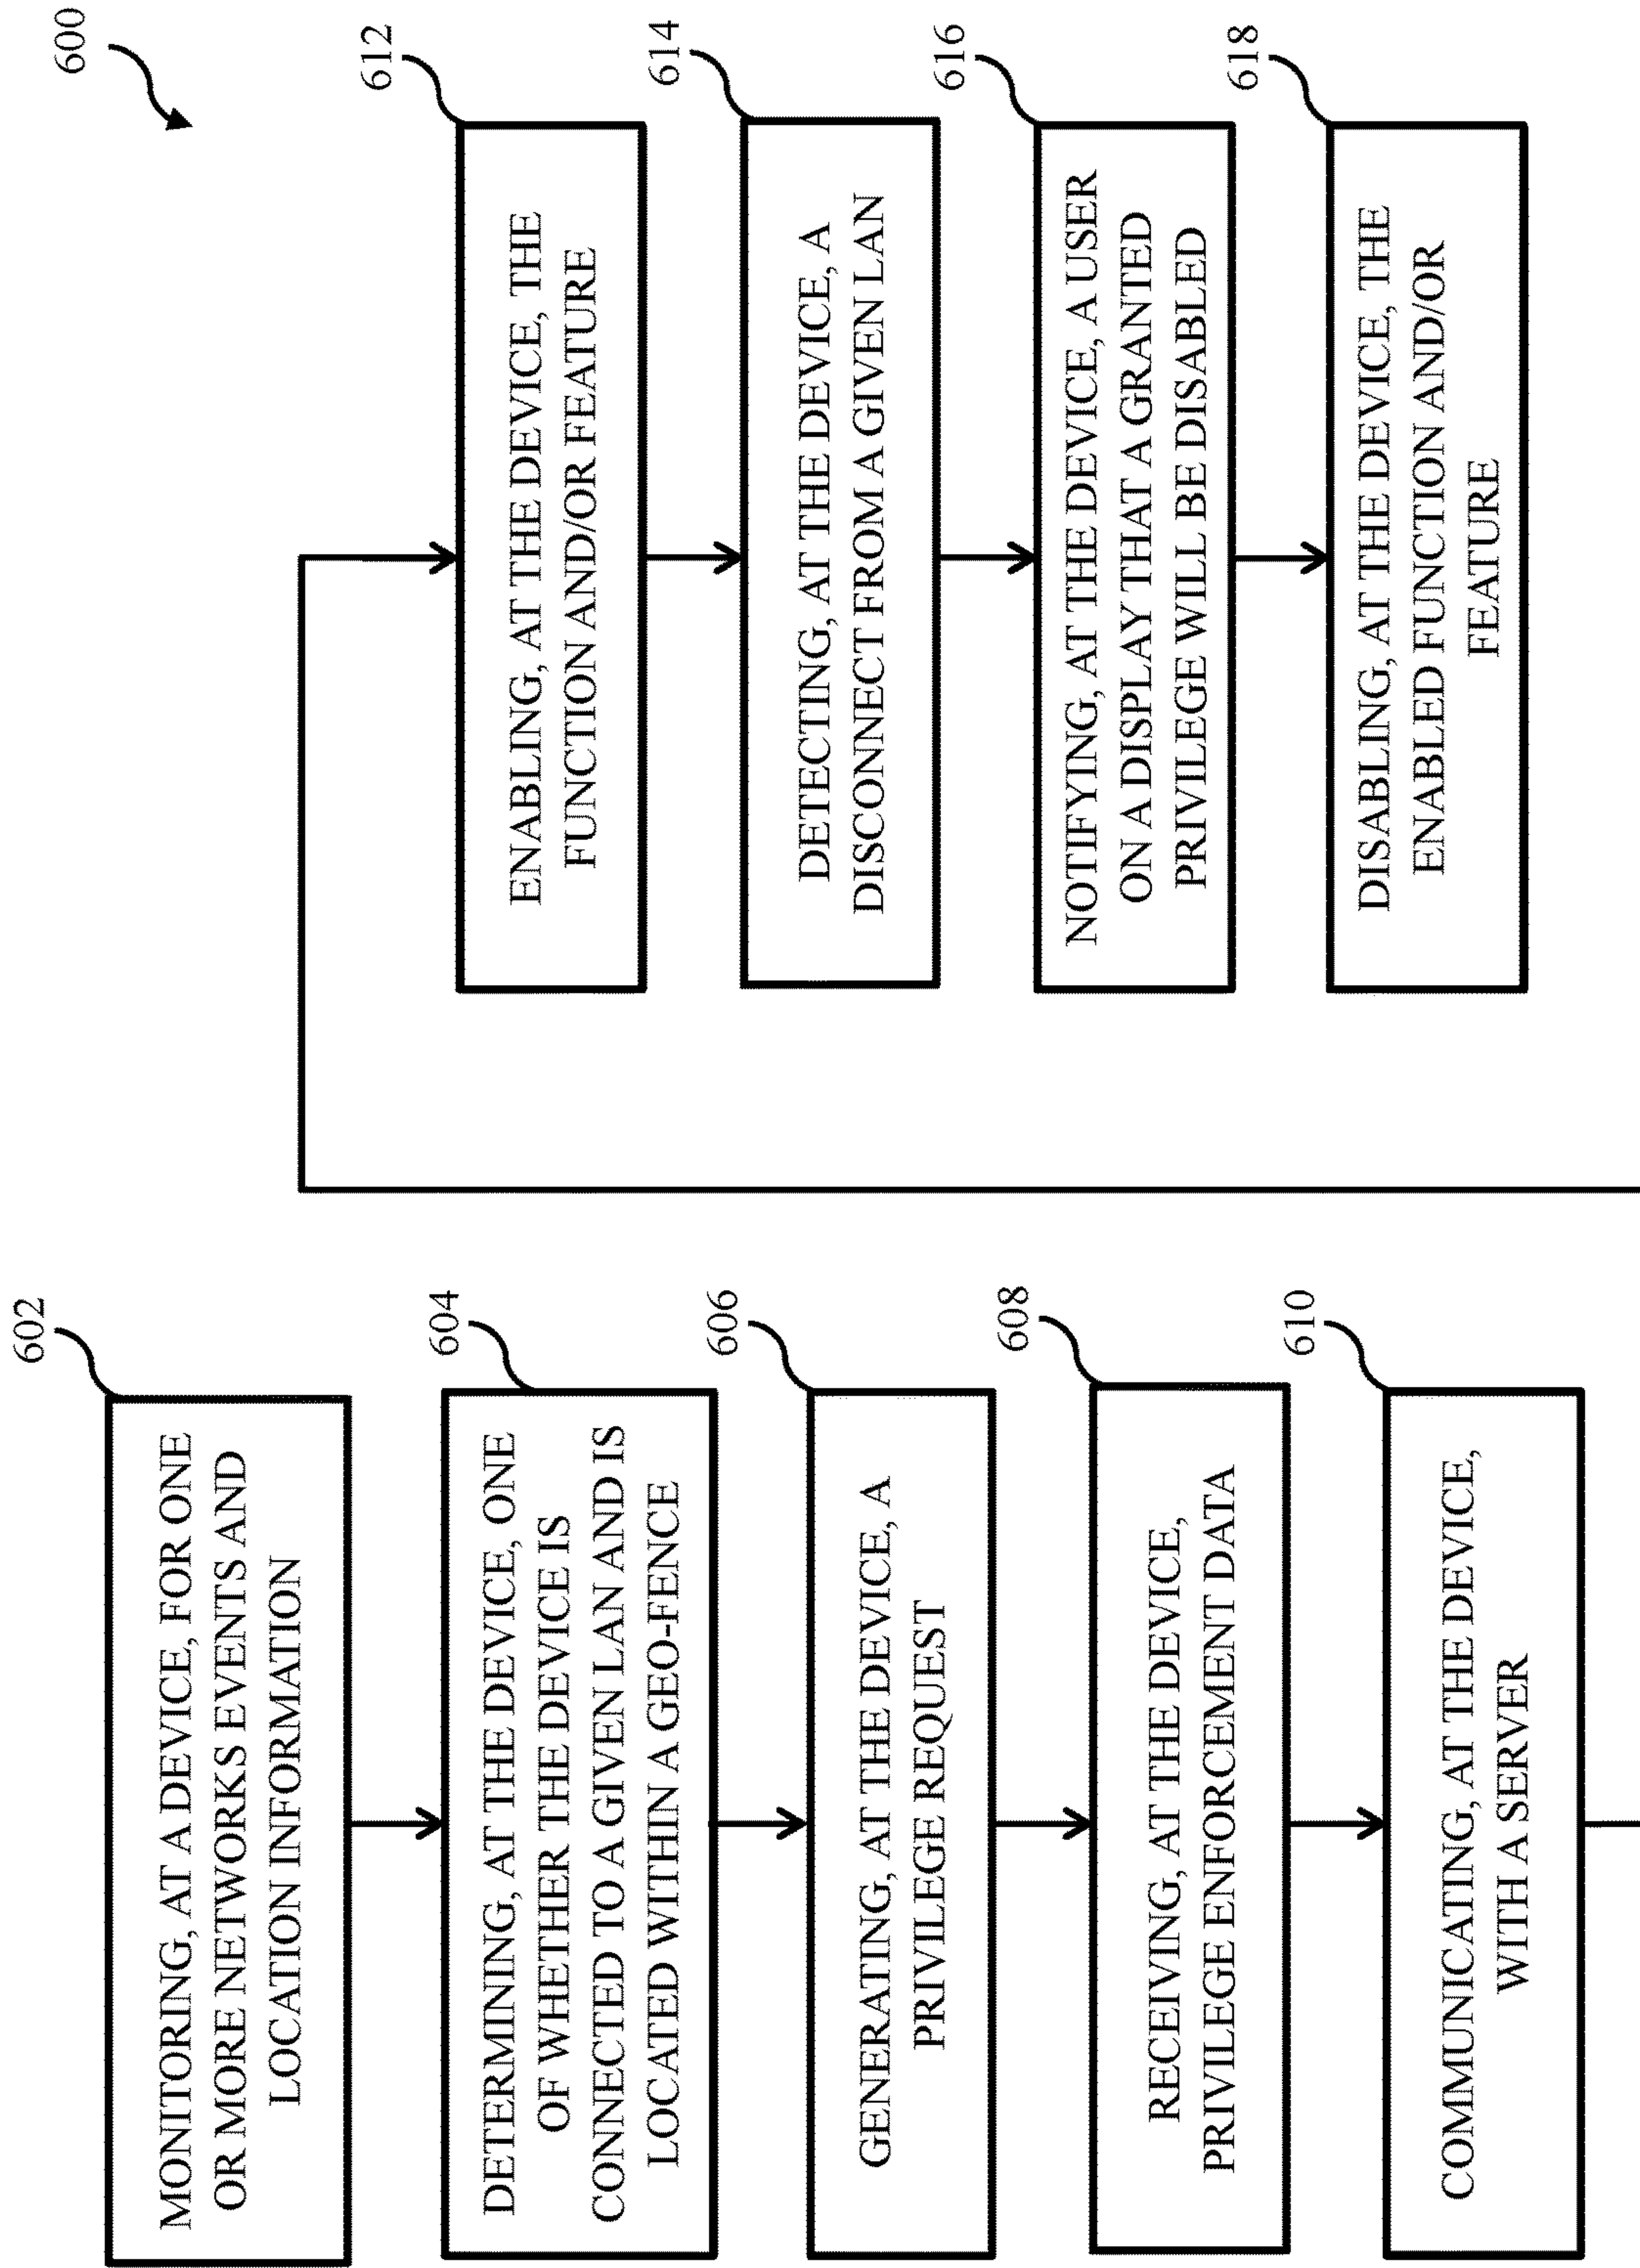 600
602
MONITORING, AT A DEVICE, FOR ONE
OR MORE NETWORKS EVENTS AND
LOCATION INFORMATION
604
DETERMINING, AT THE DEVICE, ONE
OF WHETHER THE DEVICE IS
CONNECTED TO A GIVEN LAN AND IS
LOCATED WITHIN A GEO-FENCE
606
GENERATING, AT THE DEVICE, A
PRIVILEGE REQUEST
608
RECEIVING, AT THE DEVICE,
PRIVILEGE ENFORCEMENT DATA
610
COMMUNICATING, AT THE DEVICE,
WITH A SERVER
612
ENABLING, AT THE DEVICE, THE
FUNCTION AND/OR FEATURE
614
DETECTING, AT THE DEVICE, A
DISCONNECT FROM A GIVEN LAN
616
NOTIFYING, AT THE DEVICE, A USER
ON A DISPLAY THAT A GRANTED
PRIVILEGE WILL BE DISABLED
618
DISABLING, AT THE DEVICE, THE
ENABLED FUNCTION AND/OR
FEATURE